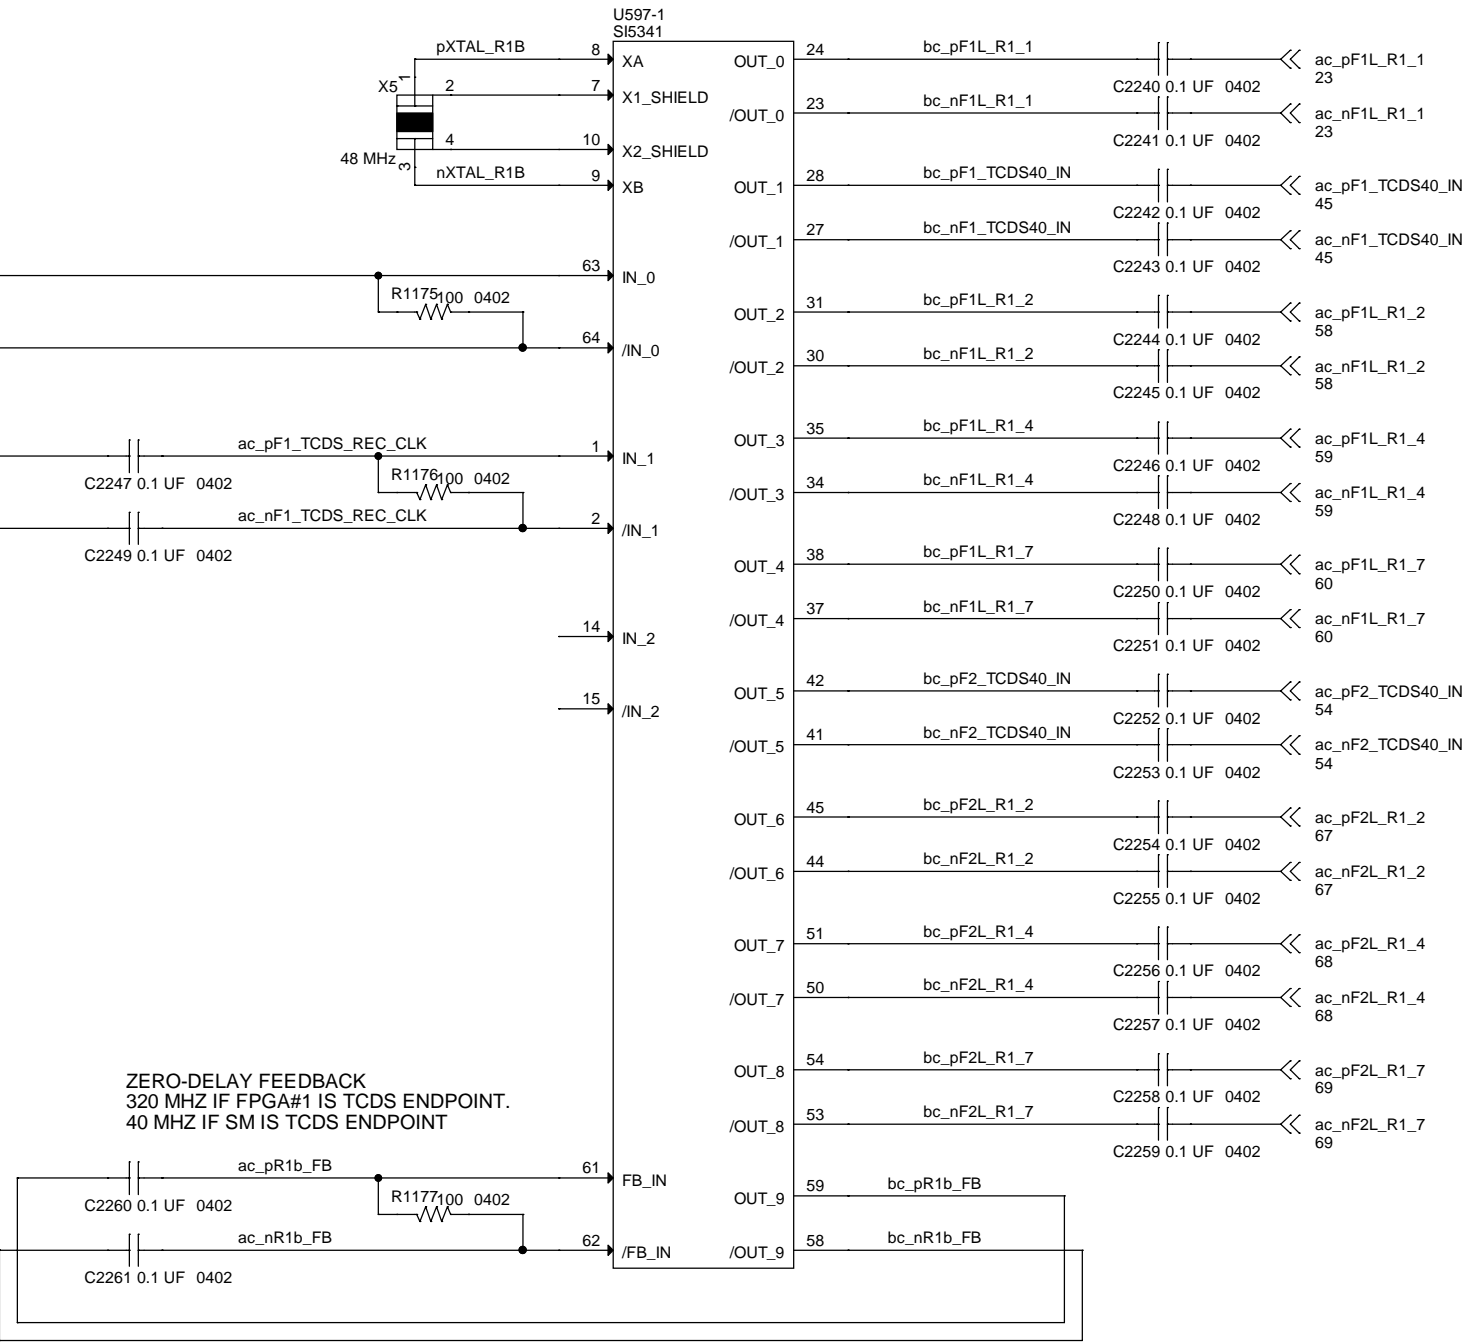 U597-1
SI5341
pXTAL_R1B
8
XA
X5
1
2
7
X1_SHIELD
4
10
X2_SHIELD
48 MHz
3
nXTAL_R1B
9
XB
63
IN_0
R1175 100 0402
64
/IN_0
ac_pF1_TCDS_REC_CLK
1
IN_1
C2247 0.1 UF 0402
R1176 100 0402
ac_nF1_TCDS_REC_CLK
2
/IN_1
C2249 0.1 UF 0402
14
IN_2
15
/IN_2
ZERO-DELAY FEEDBACK
320 MHZ IF FPGA#1 IS TCDS ENDPOINT.
40 MHZ IF SM IS TCDS ENDPOINT
ac_pR1b_FB
61
FB_IN
C2260 0.1 UF 0402
R1177 100 0402
ac_nR1b_FB
62
/FB_IN
C2261 0.1 UF 0402
OUT_0
24
bc_pF1L_R1_1
C2240 0.1 UF 0402
ac_pF1L_R1_1
23
/OUT_0
23
bc_nF1L_R1_1
C2241 0.1 UF 0402
ac_nF1L_R1_1
23
OUT_1
28
bc_pF1_TCDS40_IN
C2242 0.1 UF 0402
ac_pF1_TCDS40_IN
45
/OUT_1
27
bc_nF1_TCDS40_IN
C2243 0.1 UF 0402
ac_nF1_TCDS40_IN
45
OUT_2
31
bc_pF1L_R1_2
C2244 0.1 UF 0402
ac_pF1L_R1_2
58
/OUT_2
30
bc_nF1L_R1_2
C2245 0.1 UF 0402
ac_nF1L_R1_2
58
OUT_3
35
bc_pF1L_R1_4
C2246 0.1 UF 0402
ac_pF1L_R1_4
59
/OUT_3
34
bc_nF1L_R1_4
C2248 0.1 UF 0402
ac_nF1L_R1_4
59
OUT_4
38
bc_pF1L_R1_7
C2250 0.1 UF 0402
ac_pF1L_R1_7
60
/OUT_4
37
bc_nF1L_R1_7
C2251 0.1 UF 0402
ac_nF1L_R1_7
60
OUT_5
42
bc_pF2_TCDS40_IN
C2252 0.1 UF 0402
ac_pF2_TCDS40_IN
54
/OUT_5
41
bc_nF2_TCDS40_IN
C2253 0.1 UF 0402
ac_nF2_TCDS40_IN
54
OUT_6
45
bc_pF2L_R1_2
C2254 0.1 UF 0402
ac_pF2L_R1_2
67
/OUT_6
44
bc_nF2L_R1_2
C2255 0.1 UF 0402
ac_nF2L_R1_2
67
OUT_7
51
bc_pF2L_R1_4
C2256 0.1 UF 0402
ac_pF2L_R1_4
68
/OUT_7
50
bc_nF2L_R1_4
C2257 0.1 UF 0402
ac_nF2L_R1_4
68
OUT_8
54
bc_pF2L_R1_7
C2258 0.1 UF 0402
ac_pF2L_R1_7
69
/OUT_8
53
bc_nF2L_R1_7
C2259 0.1 UF 0402
ac_nF2L_R1_7
69
OUT_9
59
bc_pR1b_FB
/OUT_9
58
bc_nR1b_FB